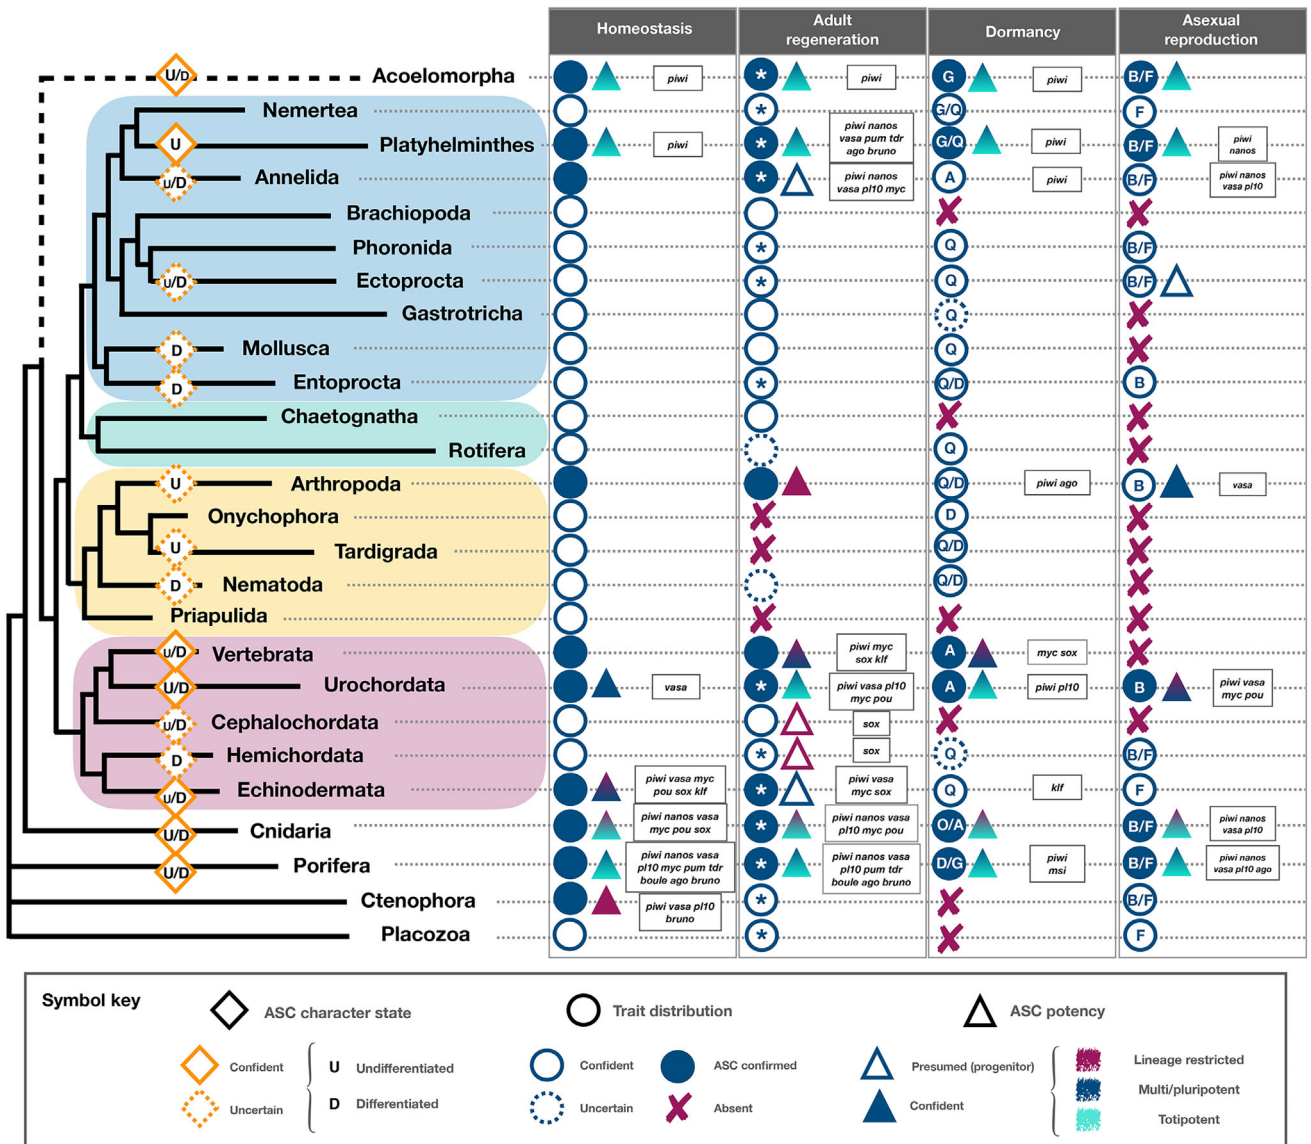 Homeostasis
Adult
regeneration
Dormancy
Asexual
reproduction
U/D Acoelomorpha piwi * piwi G piwi B/F
Nemertea * G/Q F
U Platyhelminthes piwi * piwi nanos
vasa pum tdr
ago bruno G/Q piwi B/F piwi
nanos
U/D Annelida * piwi nanos
vasa pl10 myc A piwi B/F piwi nanos
vasa pl10
Brachiopoda
Phoronida * Q B/F
U/D Ectoprocta * Q B/F
Gastrotricha Q
D Mollusca Q
D Entoprocta * Q/D B
Chaetognatha
Rotifera Q
U Arthropoda Q/D piwi ago B vasa
Onychophora D
U Tardigrada Q/D
D Nematoda Q/D
Priapulida
U/D Vertebrata piwi myc
sox klf A myc sox
U/D Urochordata vasa * piwi vasa pl10
myc pou A piwi pl10 B piwi vasa
myc pou
U/D Cephalochordata sox
D Hemichordata * sox Q B/F
U/D Echinodermata piwi vasa myc
pou sox klf * piwi vasa
myc sox Q klf F
U/D Cnidaria piwi nanos vasa
myc pou sox * piwi nanos vasa
pl10 myc pou O/A B/F piwi nanos
vasa pl10
U/D Porifera piwi nanos vasa
pl10 myc pum tdr
boule ago bruno * piwi nanos vasa
pl10 myc pum tdr
boule ago bruno D/G piwi
msi B/F piwi nanos
vasa pl10 ago
Ctenophora piwi vasa pl10
bruno * B/F
Placozoa * F
Symbol key
ASC character state
Trait distribution
ASC potency
Confident
U Undifferentiated
Uncertain
D Differentiated
Confident
ASC confirmed
Uncertain
Absent
Presumed (progenitor)
Confident
Lineage restricted
Multi/pluripotent
Totipotent